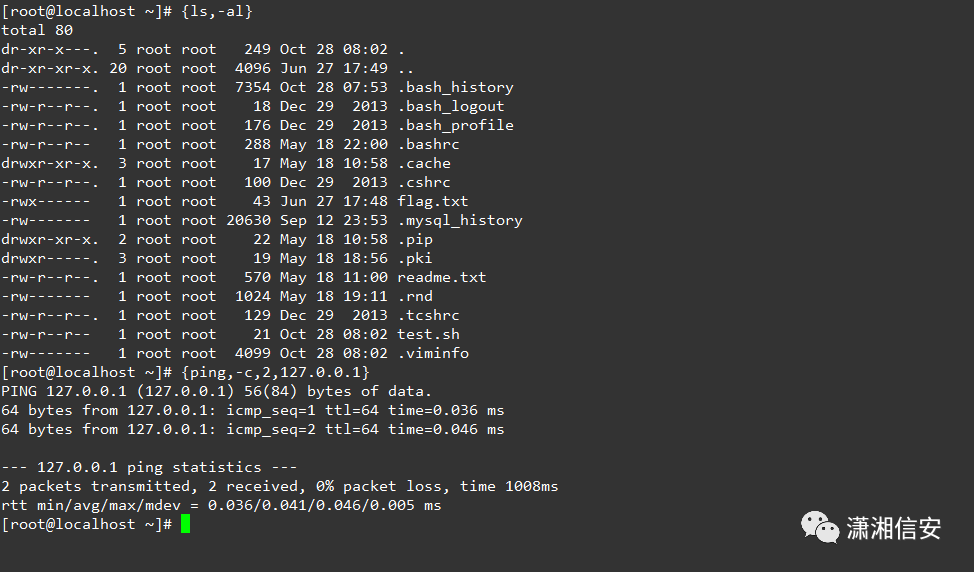 [root@localhost ~]# {ls,-al}
total 80
dr-xr-x---.  5 root root   249 Oct 28 08:02 .
dr-xr-xr-x. 20 root root  4096 Jun 27 17:49 ..
-rw-------.  1 root root  7354 Oct 28 07:53 .bash_history
-rw-r--r--.  1 root root    18 Dec 29  2013 .bash_logout
-rw-r--r--.  1 root root   176 Dec 29  2013 .bash_profile
-rw-r--r--   1 root root   288 May 18 22:00 .bashrc
drwxr-xr-x.  3 root root    17 May 18 10:58 .cache
-rw-r--r--.  1 root root   100 Dec 29  2013 .cshrc
-rwx------   1 root root    43 Jun 27 17:48 flag.txt
-rw-------   1 root root 20630 Sep 12 23:53 .mysql_history
drwxr-xr-x.  2 root root    22 May 18 10:58 .pip
drwxr-----.  3 root root    19 May 18 18:56 .pki
-rw-r--r--.  1 root root   570 May 18 11:00 readme.txt
-rw-------   1 root root  1024 May 18 19:11 .rnd
-rw-r--r--.  1 root root   129 Dec 29  2013 .tcshrc
-rw-r--r--   1 root root    21 Oct 28 08:02 test.sh
-rw-------   1 root root  4099 Oct 28 08:02 .viminfo
[root@localhost ~]# {ping,-c,2,127.0.0.1}
PING 127.0.0.1 (127.0.0.1) 56(84) bytes of data.
64 bytes from 127.0.0.1: icmp_seq=1 ttl=64 time=0.036 ms
64 bytes from 127.0.0.1: icmp_seq=2 ttl=64 time=0.046 ms

--- 127.0.0.1 ping statistics ---
2 packets transmitted, 2 received, 0% packet loss, time 1008ms
rtt min/avg/max/mdev = 0.036/0.041/0.046/0.005 ms
[root@localhost ~]#
潇湘信安